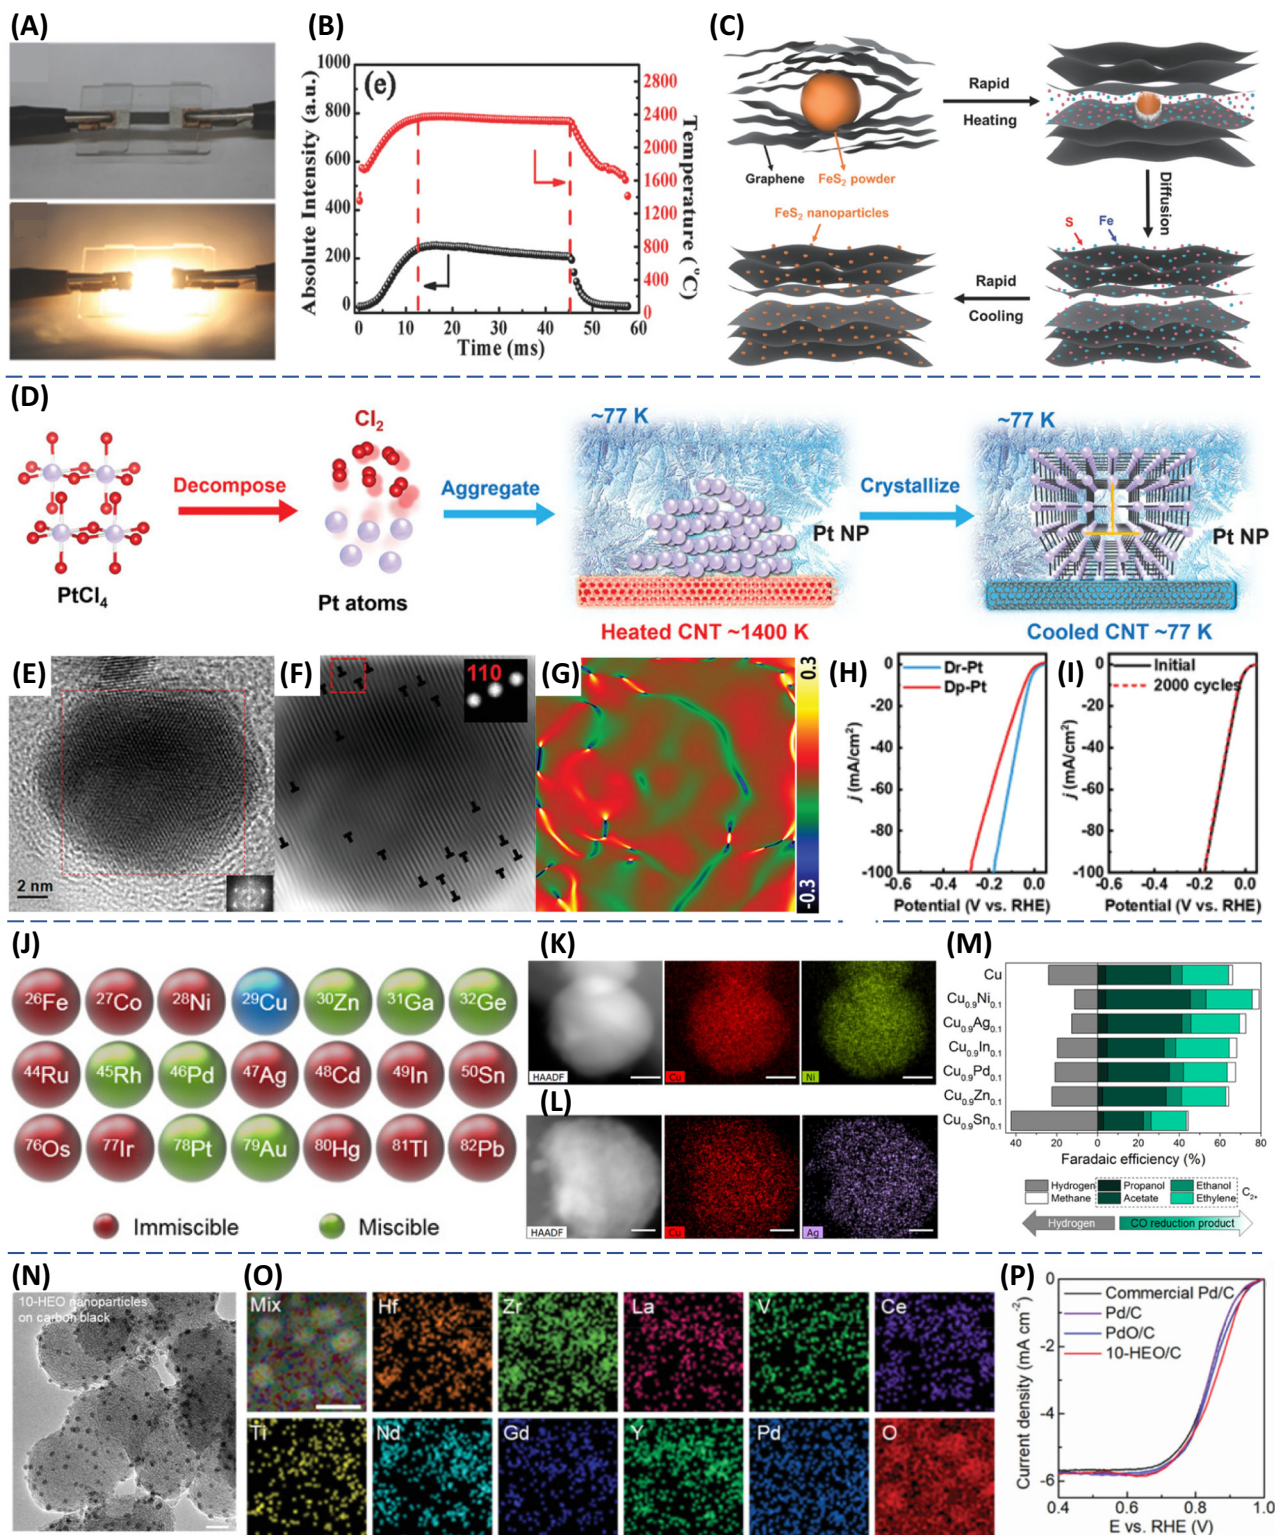 (A)
(B)
(e)
Absolute Intensity (a.u.)
1000
800
600
400
200
0
2800
2400
2000
1600
1200
800
400
0
Temperature (°C)
0 10 20 30 40 50 60
Time (ms)
(C)
Graphene
FeS₂ powder
Rapid
Heating
Diffusion
S
Fe
Rapid
Cooling
FeS₂ nanoparticles
(D)
PtCl₄
Decompose
Cl₂
Pt atoms
Aggregate
~77 K
Pt NP
Heated CNT ~1400 K
Crystallize
~77 K
Pt NP
Cooled CNT ~77 K
(E)
2 nm
(F)
110
(G)
0.3
-0.3
(H)
Dr-Pt
Dp-Pt
j (mA/cm²)
0
-20
-40
-60
-80
-100
-0.6 -0.4 -0.2 0.0
Potential (V vs. RHE)
(I)
Initial
2000 cycles
j (mA/cm²)
0
-20
-40
-60
-80
-100
-0.6 -0.4 -0.2 0.0
Potential (V vs. RHE)
(J)
²⁶Fe ²⁷Co ²⁸Ni ²⁹Cu ³⁰Zn ³¹Ga ³²Ge
⁴⁴Ru ⁴⁵Rh ⁴⁶Pd ⁴⁷Ag ⁴⁸Cd ⁴⁹In ⁵⁰Sn
⁷⁶Os ⁷⁷Ir ⁷⁸Pt ⁷⁹Au ⁸⁰Hg ⁸¹Tl ⁸²Pb
Immiscible
Miscible
(K)
HAADF
Cu
Ni
(L)
HAADF
Cu
Ag
(M)
Cu
Cu₀.₉Ni₀.₁
Cu₀.₉Ag₀.₁
Cu₀.₉In₀.₁
Cu₀.₉Pd₀.₁
Cu₀.₉Zn₀.₁
Cu₀.₉Sn₀.₁
40 20 0 20 40 60 80
Faradaic efficiency (%)
Hydrogen Propanol Ethanol
Methane Acetate Ethylene
C₂₊
Hydrogen
CO reduction product
(N)
10-HEO nanoparticles
on carbon black
(O)
Mix Hf Zr La V Ce
Ti Nd Gd Y Pd O
(P)
Commercial Pd/C
Pd/C
PdO/C
10-HEO/C
Current density (mA cm⁻²)
0
-2
-4
-6
0.4 0.6 0.8 1.0
E vs. RHE (V)